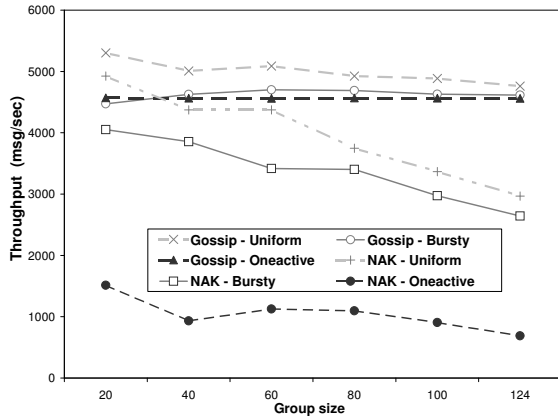 6000
5000
4000
3000
2000
1000
0
Throughput (msg/sec)
Gossip - Uniform Gossip - Bursty
Gossip - Oneactive NAK - Uniform
NAK - Bursty NAK - Oneactive
20 40 60 80 100 124
Group size